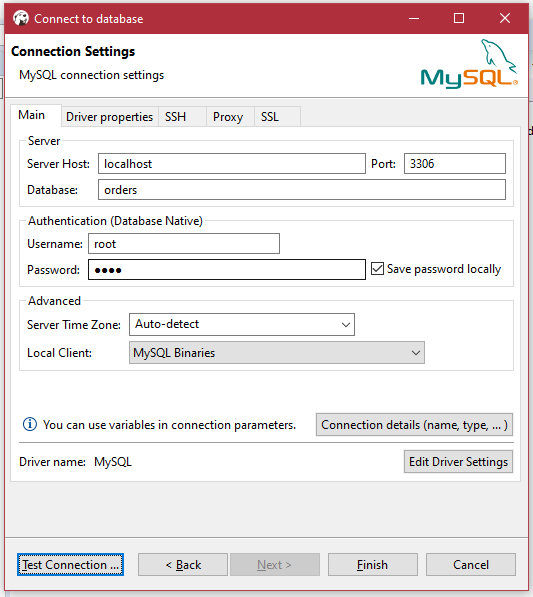 Connect to database
Connection Settings
MySQL connection settings
MySQL®
Main Driver properties SSH Proxy SSL
Server
Server Host: localhost Port: 3306
Database: orders
Authentication (Database Native)
Username: root
Password: ●●●● Save password locally
Advanced
Server Time Zone: Auto-detect
Local Client: MySQL Binaries
You can use variables in connection parameters. Connection details (name, type, ... )
Driver name: MySQL Edit Driver Settings
Test Connection ... < Back Next > Finish Cancel